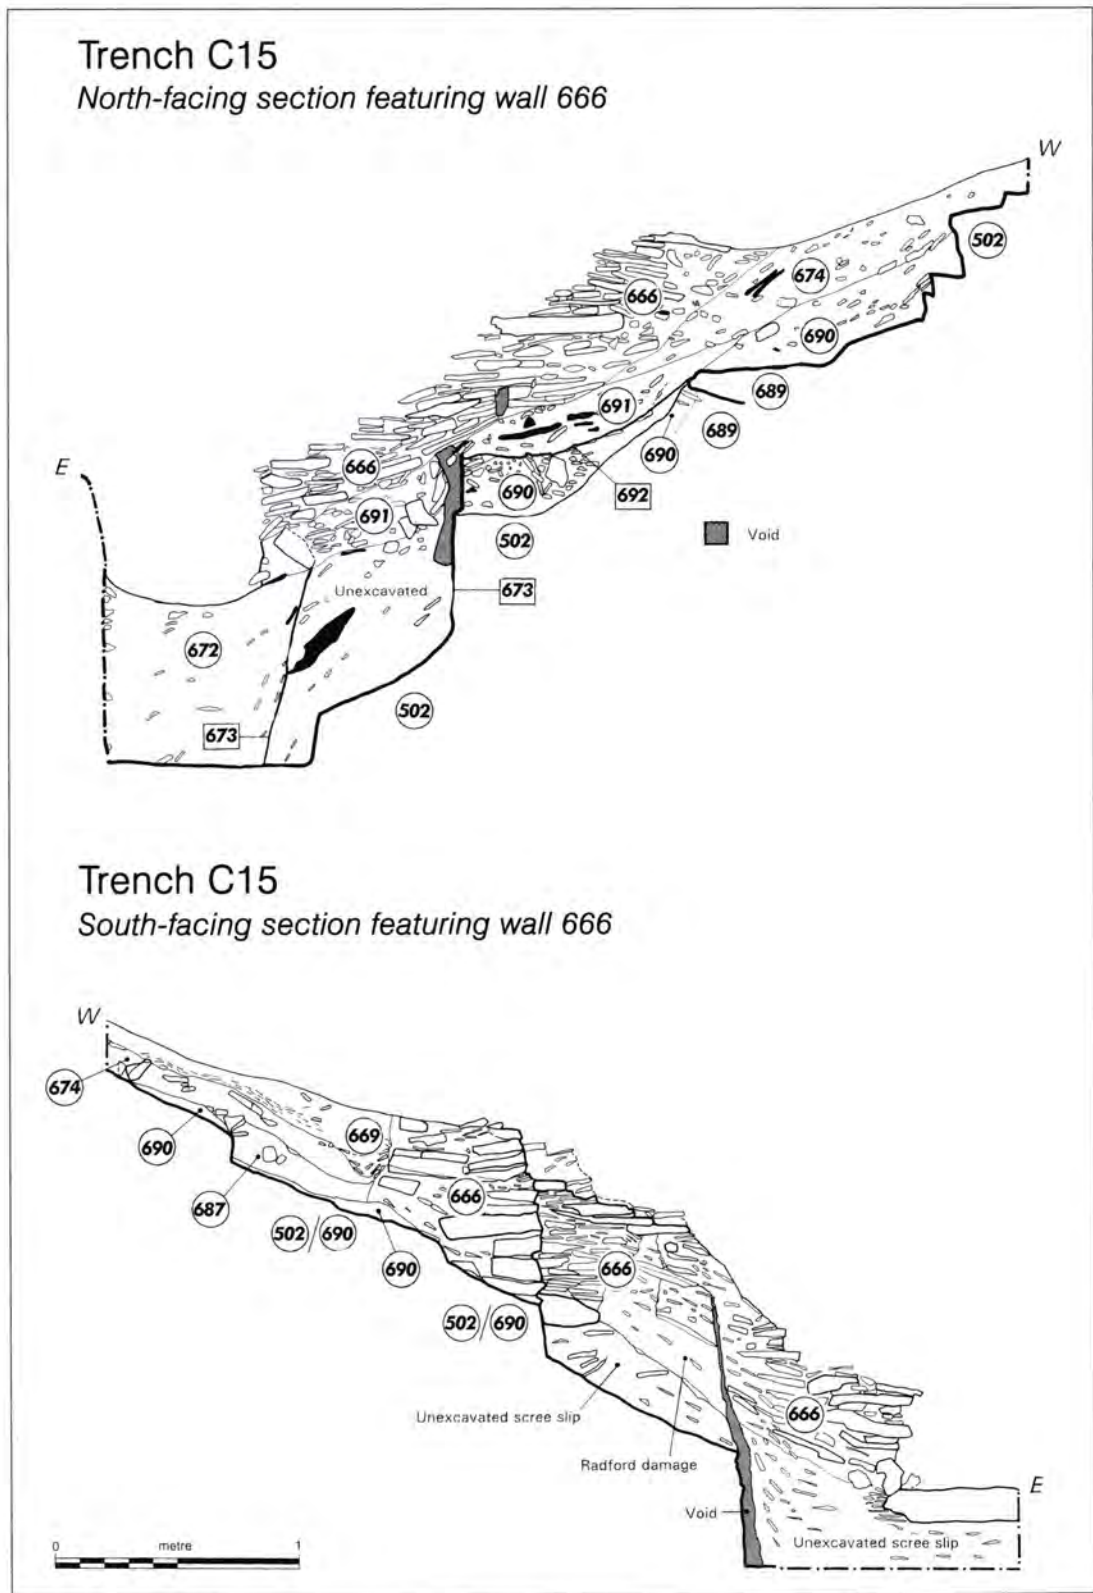 Trench C15
North-facing section featuring wall 666
W
502
674
666
690
689
691
689
690
E
666
692
690
691
502
Void
Unexcavated
673
672
502
673
Trench C15
South-facing section featuring wall 666
W
674
669
690
666
687
502/690
690
666
502/690
Unexcavated scree slip
666
Radford damage
E
Void
Unexcavated scree slip
0 metre 1